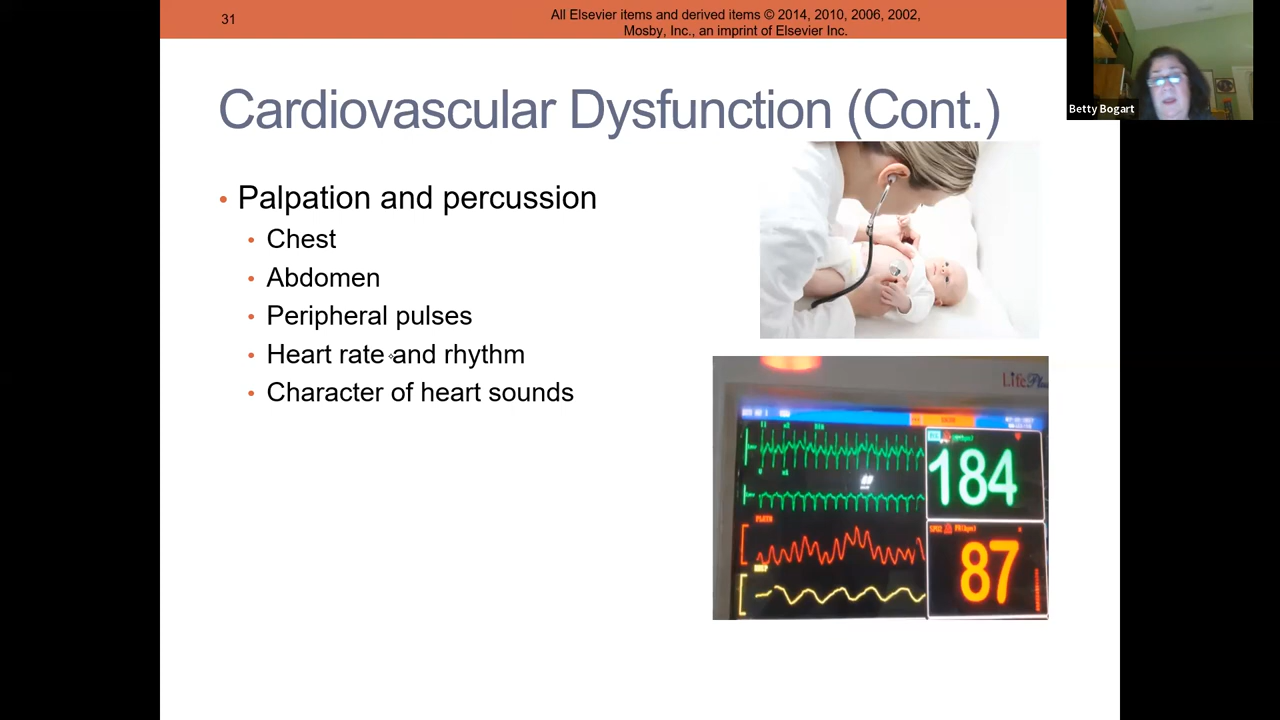 31
All Elsevier items and derived items © 2014, 2010, 2006, 2002,
Mosby, Inc., an imprint of Elsevier Inc.
Betty Bogart
Cardiovascular Dysfunction (Cont.)
• Palpation and percussion
• Chest
• Abdomen
• Peripheral pulses
• Heart rate and rhythm
• Character of heart sounds
184
PLETH
RESP
87